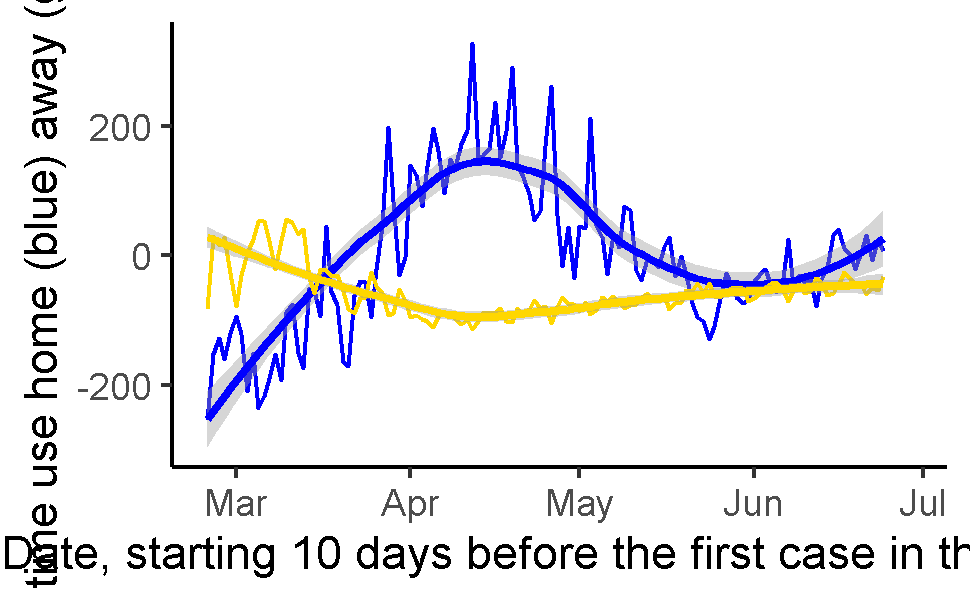 time use home (blue) away (
200
0
-200
Mar Apr May Jun Jul
Date, starting 10 days before the first case in th